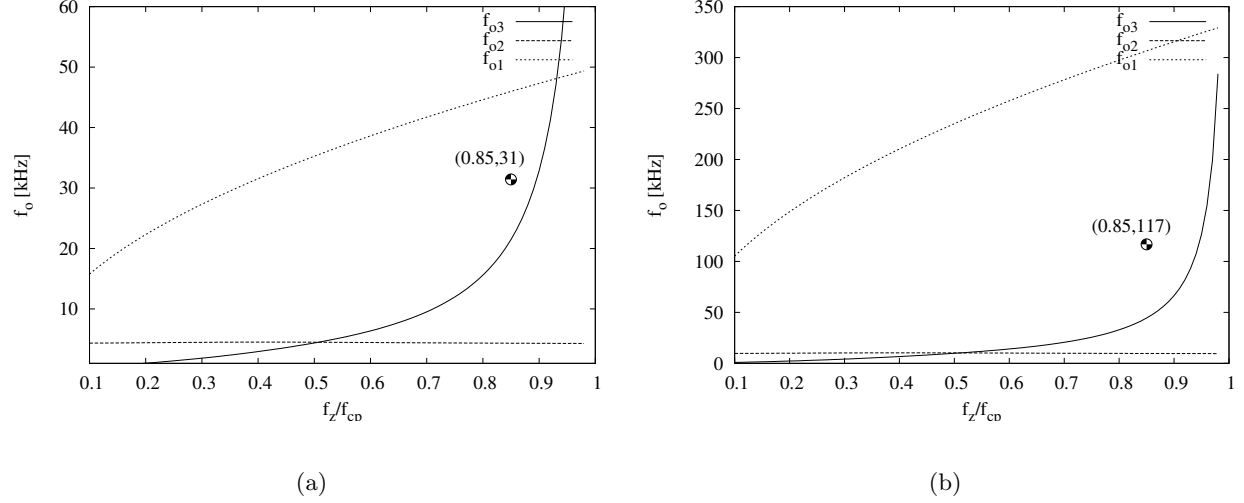 60
50
40
30
20
10
0.1 0.2 0.3 0.4 0.5 0.6 0.7 0.8 0.9 1
f_o [kHz]
f_z/f_cp
f_o3
f_o2
f_o1
(0.85,31)
(a)
350
300
250
200
150
100
50
0
0.1 0.2 0.3 0.4 0.5 0.6 0.7 0.8 0.9 1
f_o [kHz]
f_z/f_cp
f_o3
f_o2
f_o1
(0.85,117)
(b)